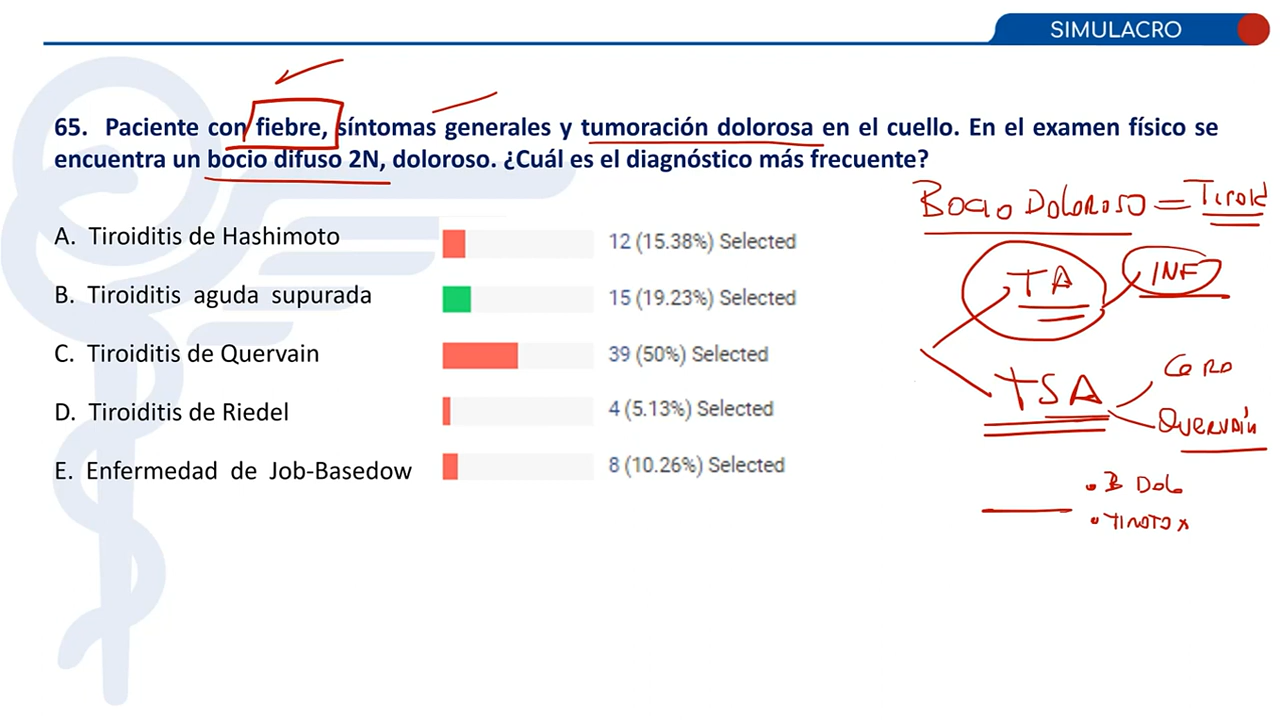 SIMULACRO
65. Paciente con fiebre, síntomas generales y tumoración dolorosa en el cuello. En el examen físico se
encuentra un bocio difuso 2N, doloroso. ¿Cuál es el diagnóstico más frecuente?
BOCIO DOLOROSO = TIROID
A. Tiroiditis de Hashimoto 12 (15.38%) Selected
TA INF
B. Tiroiditis aguda supurada 15 (19.23%) Selected
C. Tiroiditis de Quervain 39 (50%) Selected
TSA
QUERVAIN
D. Tiroiditis de Riedel 4 (5.13%) Selected
E. Enfermedad de Job-Basedow 8 (10.26%) Selected
• B DOLO
• TIROTOX